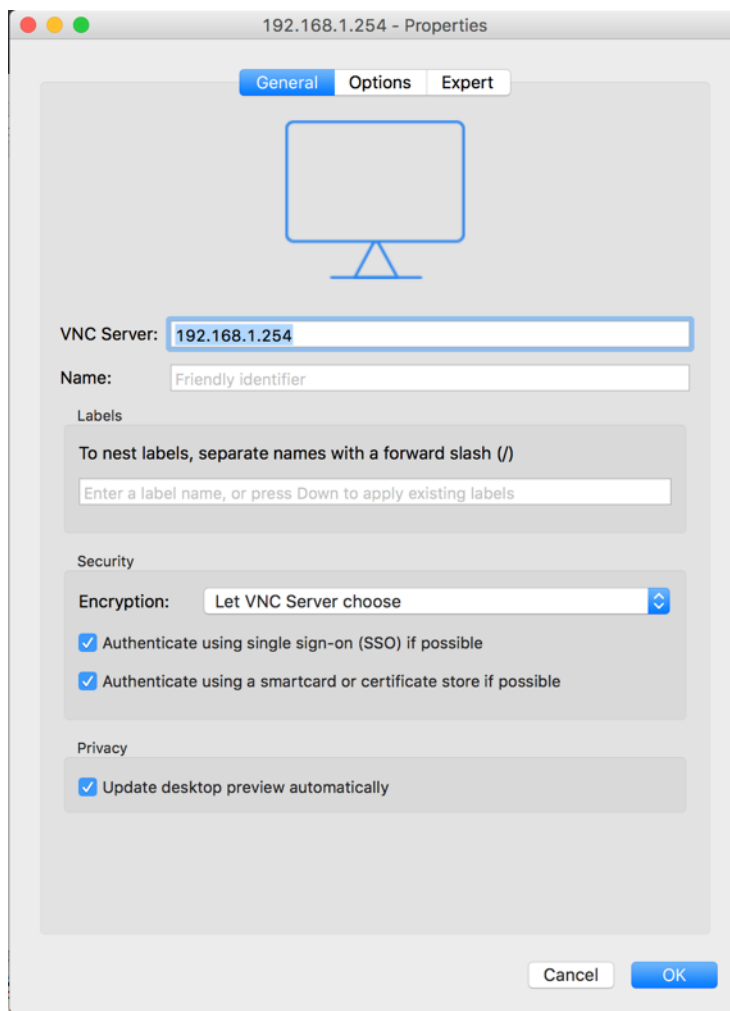 192.168.1.254 - Properties
General Options Expert
VNC Server: 192.168.1.254
Name: Friendly identifier
Labels
To nest labels, separate names with a forward slash (/)
Enter a label name, or press Down to apply existing labels
Security
Encryption: Let VNC Server choose
Authenticate using single sign-on (SSO) if possible
Authenticate using a smartcard or certificate store if possible
Privacy
Update desktop preview automatically
Cancel OK